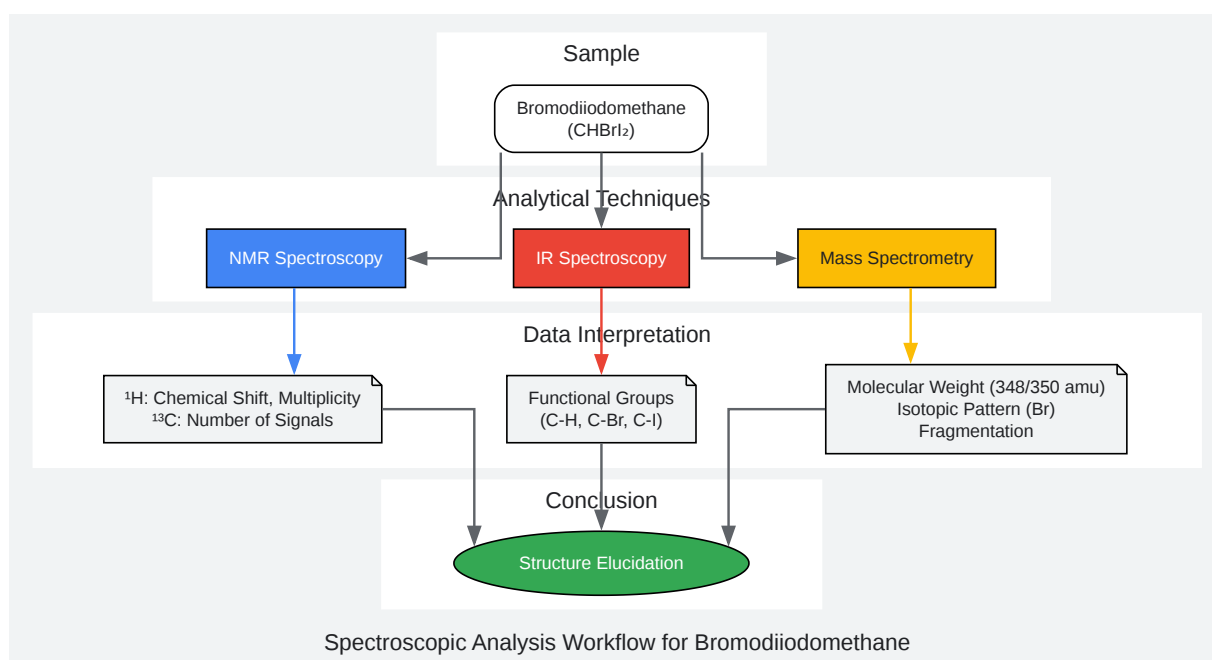 Sample
Bromodiiodomethane
(CHBrI₂)
Analytical Techniques
NMR Spectroscopy
IR Spectroscopy
Mass Spectrometry
Data Interpretation
¹H: Chemical Shift, Multiplicity
¹³C: Number of Signals
Functional Groups
(C-H, C-Br, C-I)
Molecular Weight (348/350 amu)
Isotopic Pattern (Br)
Fragmentation
Conclusion
Structure Elucidation
Spectroscopic Analysis Workflow for Bromodiiodomethane